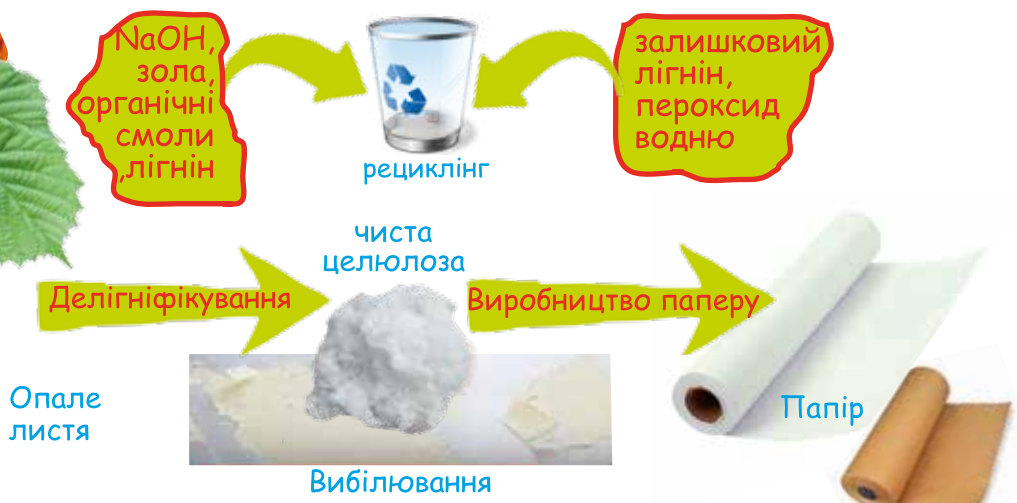 NaOH,
зола,
органічні
смоли
,лігнін
рециклінг
залишковий
лігнін,
пероксид
водню
чиста
целюлоза
Делігніфікування
Виробництво паперу
Опале
листя
Папір
Вибілювання